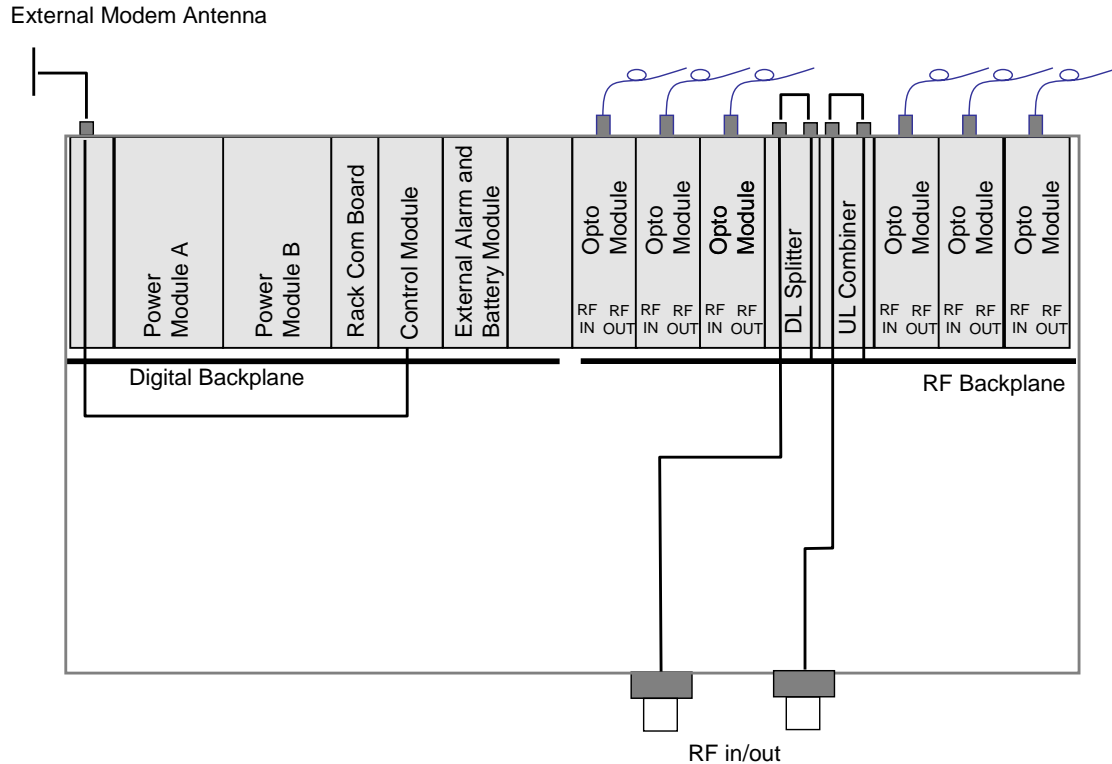 External Modem Antenna
Power
Module A
Power
Module B
Rack Com Board
Control Module
External Alarm and
Battery Module
Opto
Module
RF RF
IN OUT
Opto
Module
RF RF
IN OUT
Opto
Module
RF RF
IN OUT
DL Splitter
UL Combiner
Opto
Module
RF RF
IN OUT
Opto
Module
RF RF
IN OUT
Opto
Module
RF RF
IN OUT
Digital Backplane
RF Backplane
RF in/out